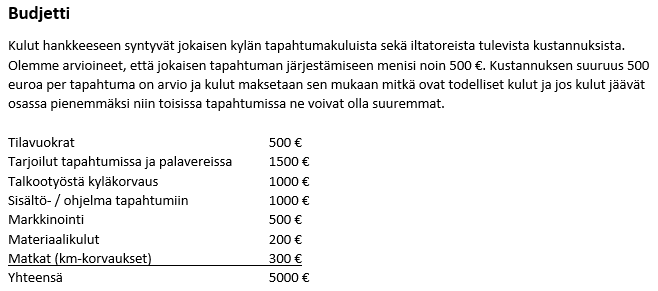 Budjetti
Kulut hankkeeseen syntyvät jokaisen kylän tapahtumakuluista sekä iltatoreista tulevista kustannuksista.
Olemme arvioineet, että jokaisen tapahtuman järjestämiseen menisi noin 500 €. Kustannuksen suuruus 500
euroa per tapahtuma on arvio ja kulut maksetaan sen mukaan mitkä ovat todelliset kulut ja jos kulut jäävät
osassa pienemmäksi niin toisissa tapahtumissa ne voivat olla suuremmat.
Tilavuokrat 500 €
Tarjoilut tapahtumissa ja palavereissa 1500 €
Talkootyöstä kyläkorvaus 1000 €
Sisältö- / ohjelma tapahtumiin 1000 €
Markkinointi 500 €
Materiaalikulut 200 €
Matkat (km-korvaukset) 300 €
Yhteensä 5000 €